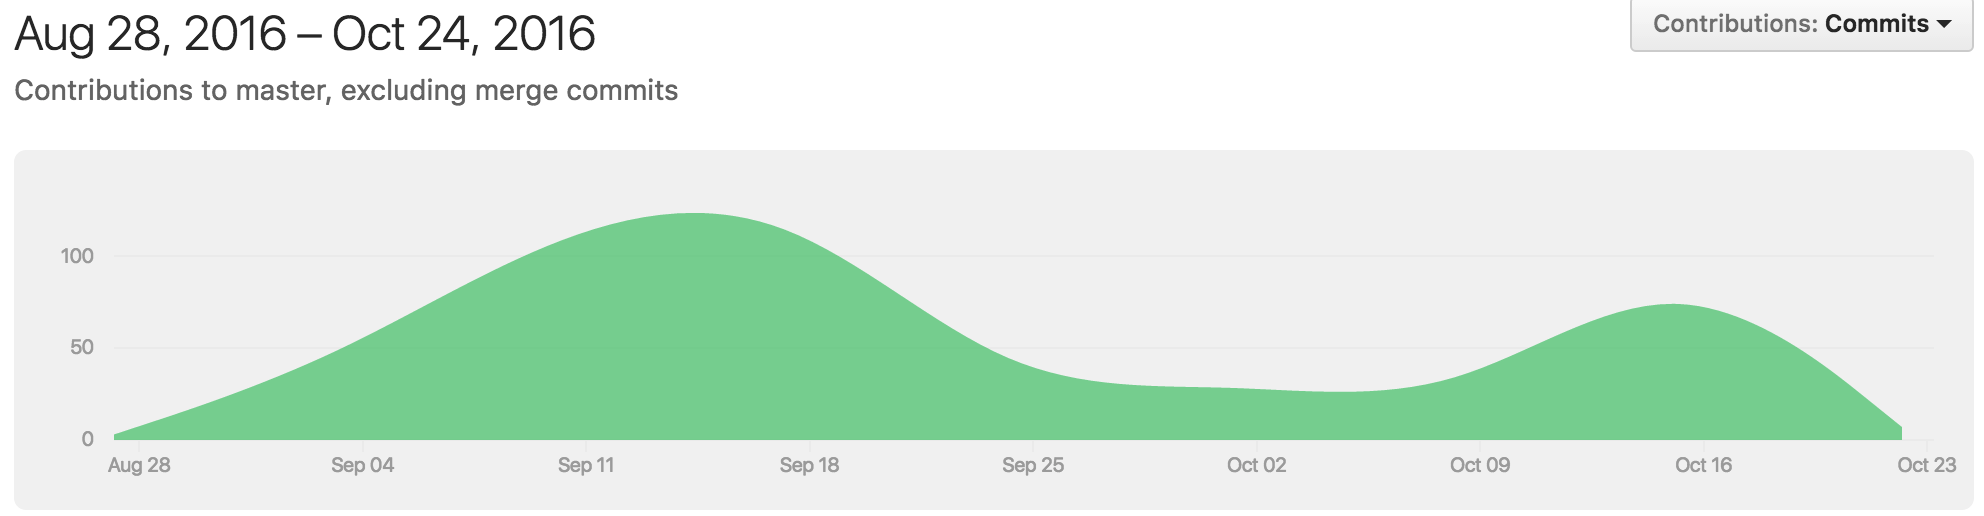 Aug 28, 2016 – Oct 24, 2016
Contributions: Commits
Contributions to master, excluding merge commits
100
50
0
Aug 28 Sep 04 Sep 11 Sep 18 Sep 25 Oct 02 Oct 09 Oct 16 Oct 23